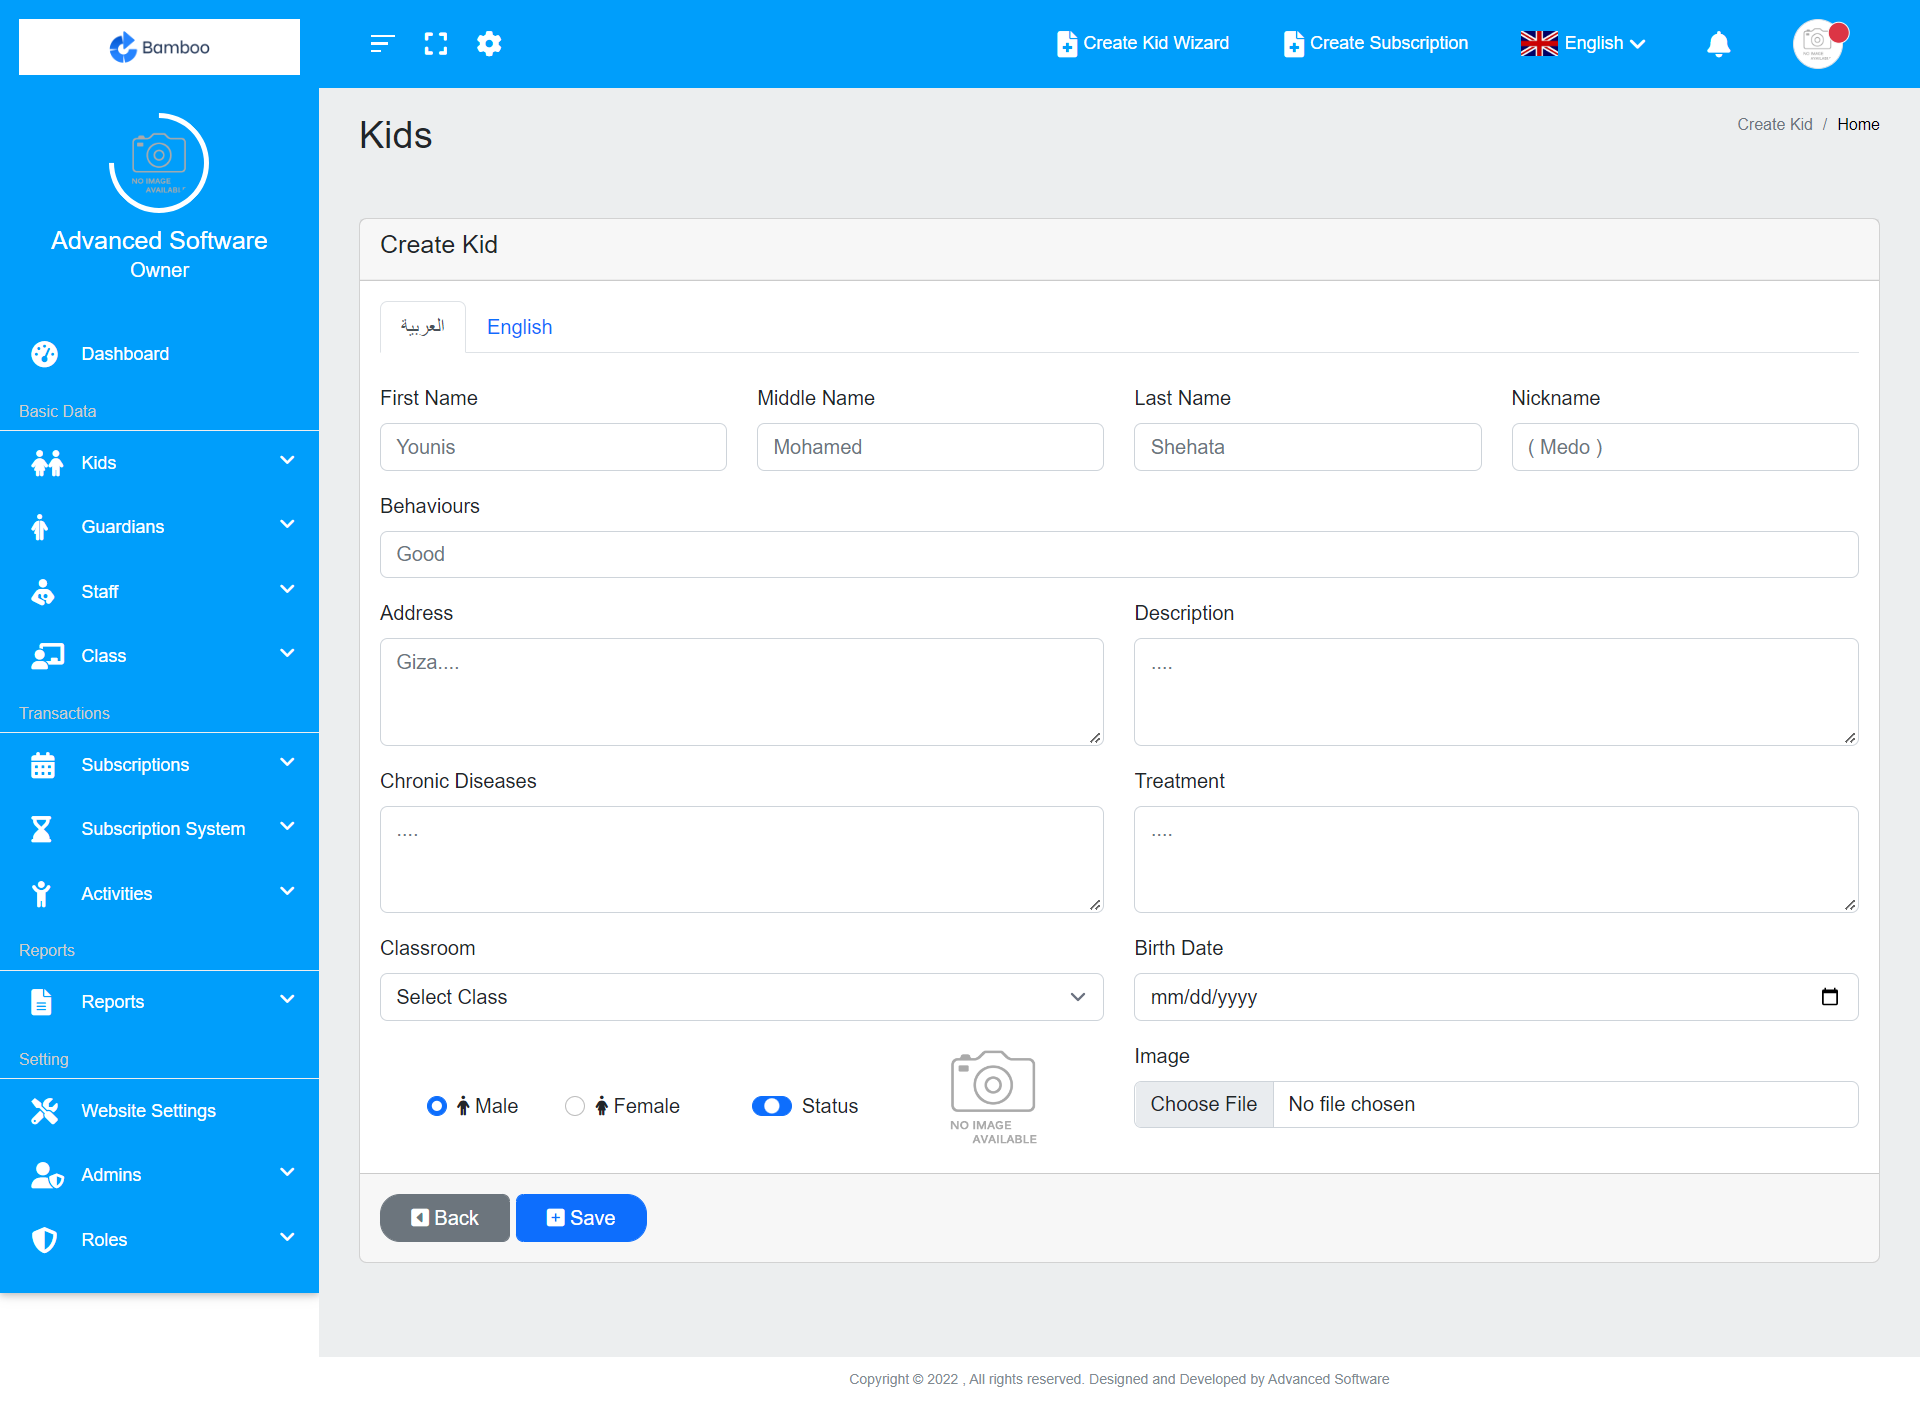 Bamboo
Create Kid Wizard
Create Subscription
English
NO IMAGE
AVAILAB
Advanced Software
Owner
Dashboard
Basic Data
Kids
Guardians
Staff
Class
Transactions
Subscriptions
Subscription System
Activities
Reports
Reports
Setting
Website Settings
Admins
Roles
Kids
Create Kid / Home
Create Kid
العربية
English
First Name
Middle Name
Last Name
Nickname
Younis
Mohamed
Shehata
( Medo )
Behaviours
Good
Address
Description
Giza....
....
Chronic Diseases
Treatment
....
....
Classroom
Birth Date
Select Class
mm/dd/yyyy
Male
Female
Status
NO IMAGE
AVAILABLE
Image
Choose File
No file chosen
Back
Save
Copyright © 2022 , All rights reserved. Designed and Developed by Advanced Software